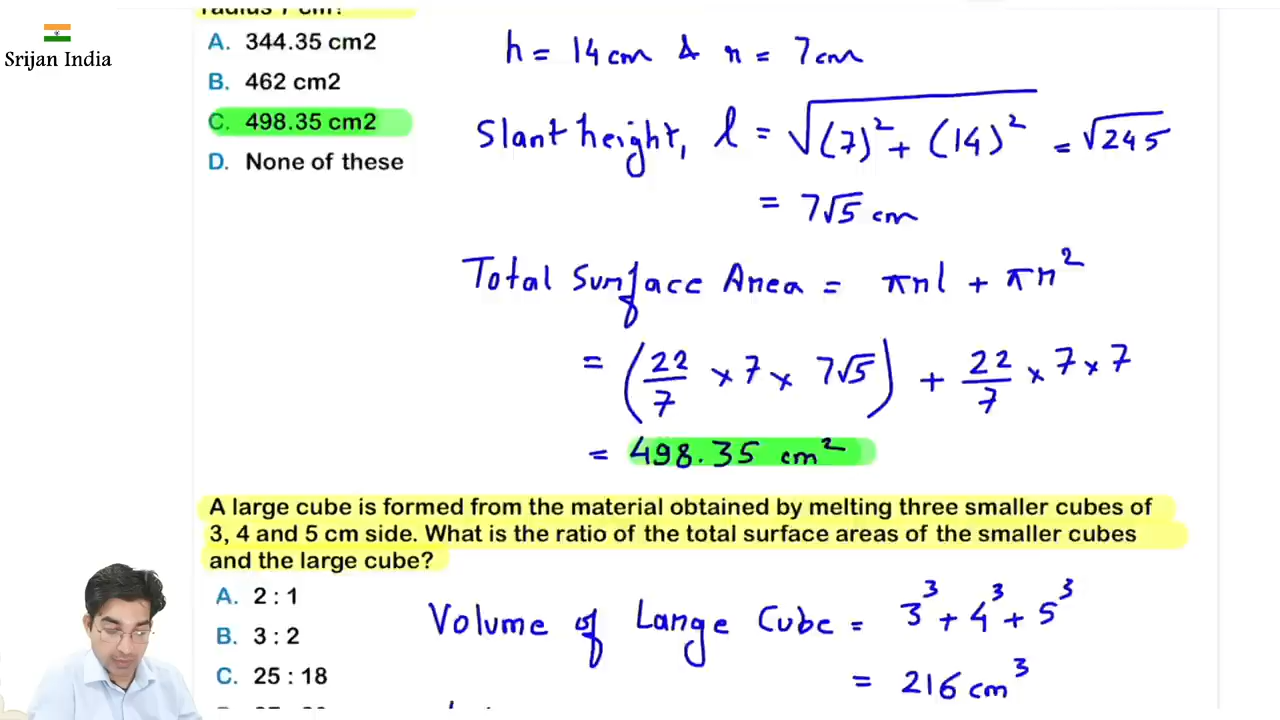 radius 7 cm?
Srijan India
A. 344.35 cm2
B. 462 cm2
C. 498.35 cm2
D. None of these
h = 14 cm & r = 7 cm
Slant height, l = √(7)² + (14)² = √245
= 7√5 cm
Total Surface Area = πrl + πr²
= (22/7 × 7 × 7√5) + 22/7 × 7 × 7
= 498.35 cm²
A large cube is formed from the material obtained by melting three smaller cubes of
3, 4 and 5 cm side. What is the ratio of the total surface areas of the smaller cubes
and the large cube?
A. 2 : 1
B. 3 : 2
C. 25 : 18
Volume of Large Cube = 3³ + 4³ + 5³
= 216 cm³